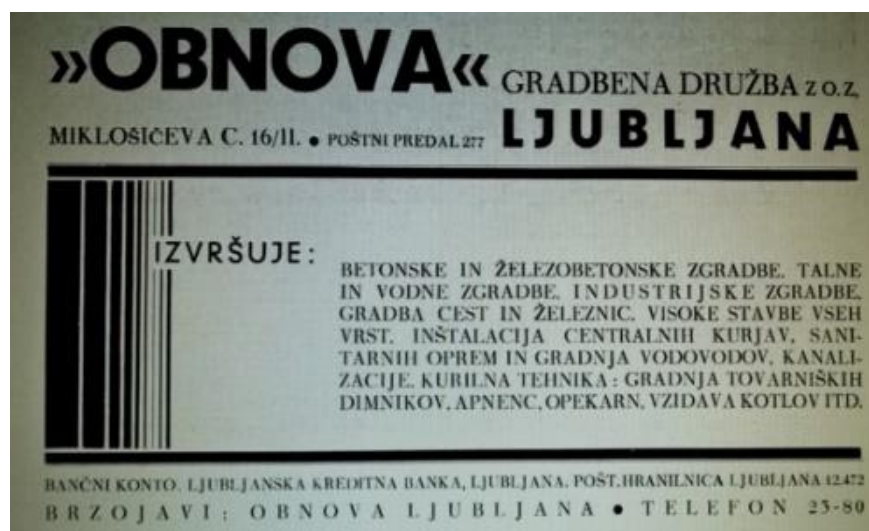 »OBNOVA« GRADBENA DRUŽBA z o. z.
MIKLOŠIČEVA C. 16/II. • POŠTNI PREDAL 277 LJUBLJANA
IZVRŠUJE:
BETONSKE IN ŽELEZOBETONSKE ZGRADBE. TALNE
IN VODNE ZGRADBE. INDUSTRIJSKE ZGRADBE.
GRADBA CEST IN ŽELEZNIC. VISOKE STAVBE VSEH
VRST. INŠTALACIJA CENTRALNIH KURJAV, SANI-
TARNIH OPREM IN GRADNJA VODOVODOV, KANALI-
ZACIJE. KURILNA TEHNIKA: GRADNJA TOVARNIŠKIH
DIMNIKOV, APNENC, OPEKARN, VZIDAVA KOTLOV ITD.
BANČNI KONTO. LJUBLJANSKA KREDITNA BANKA, LJUBLJANA. POŠT. HRANILNICA LJUBLJANA 12.472
BRZOJAVI: OBNOVA LJUBLJANA • TELEFON 25-80